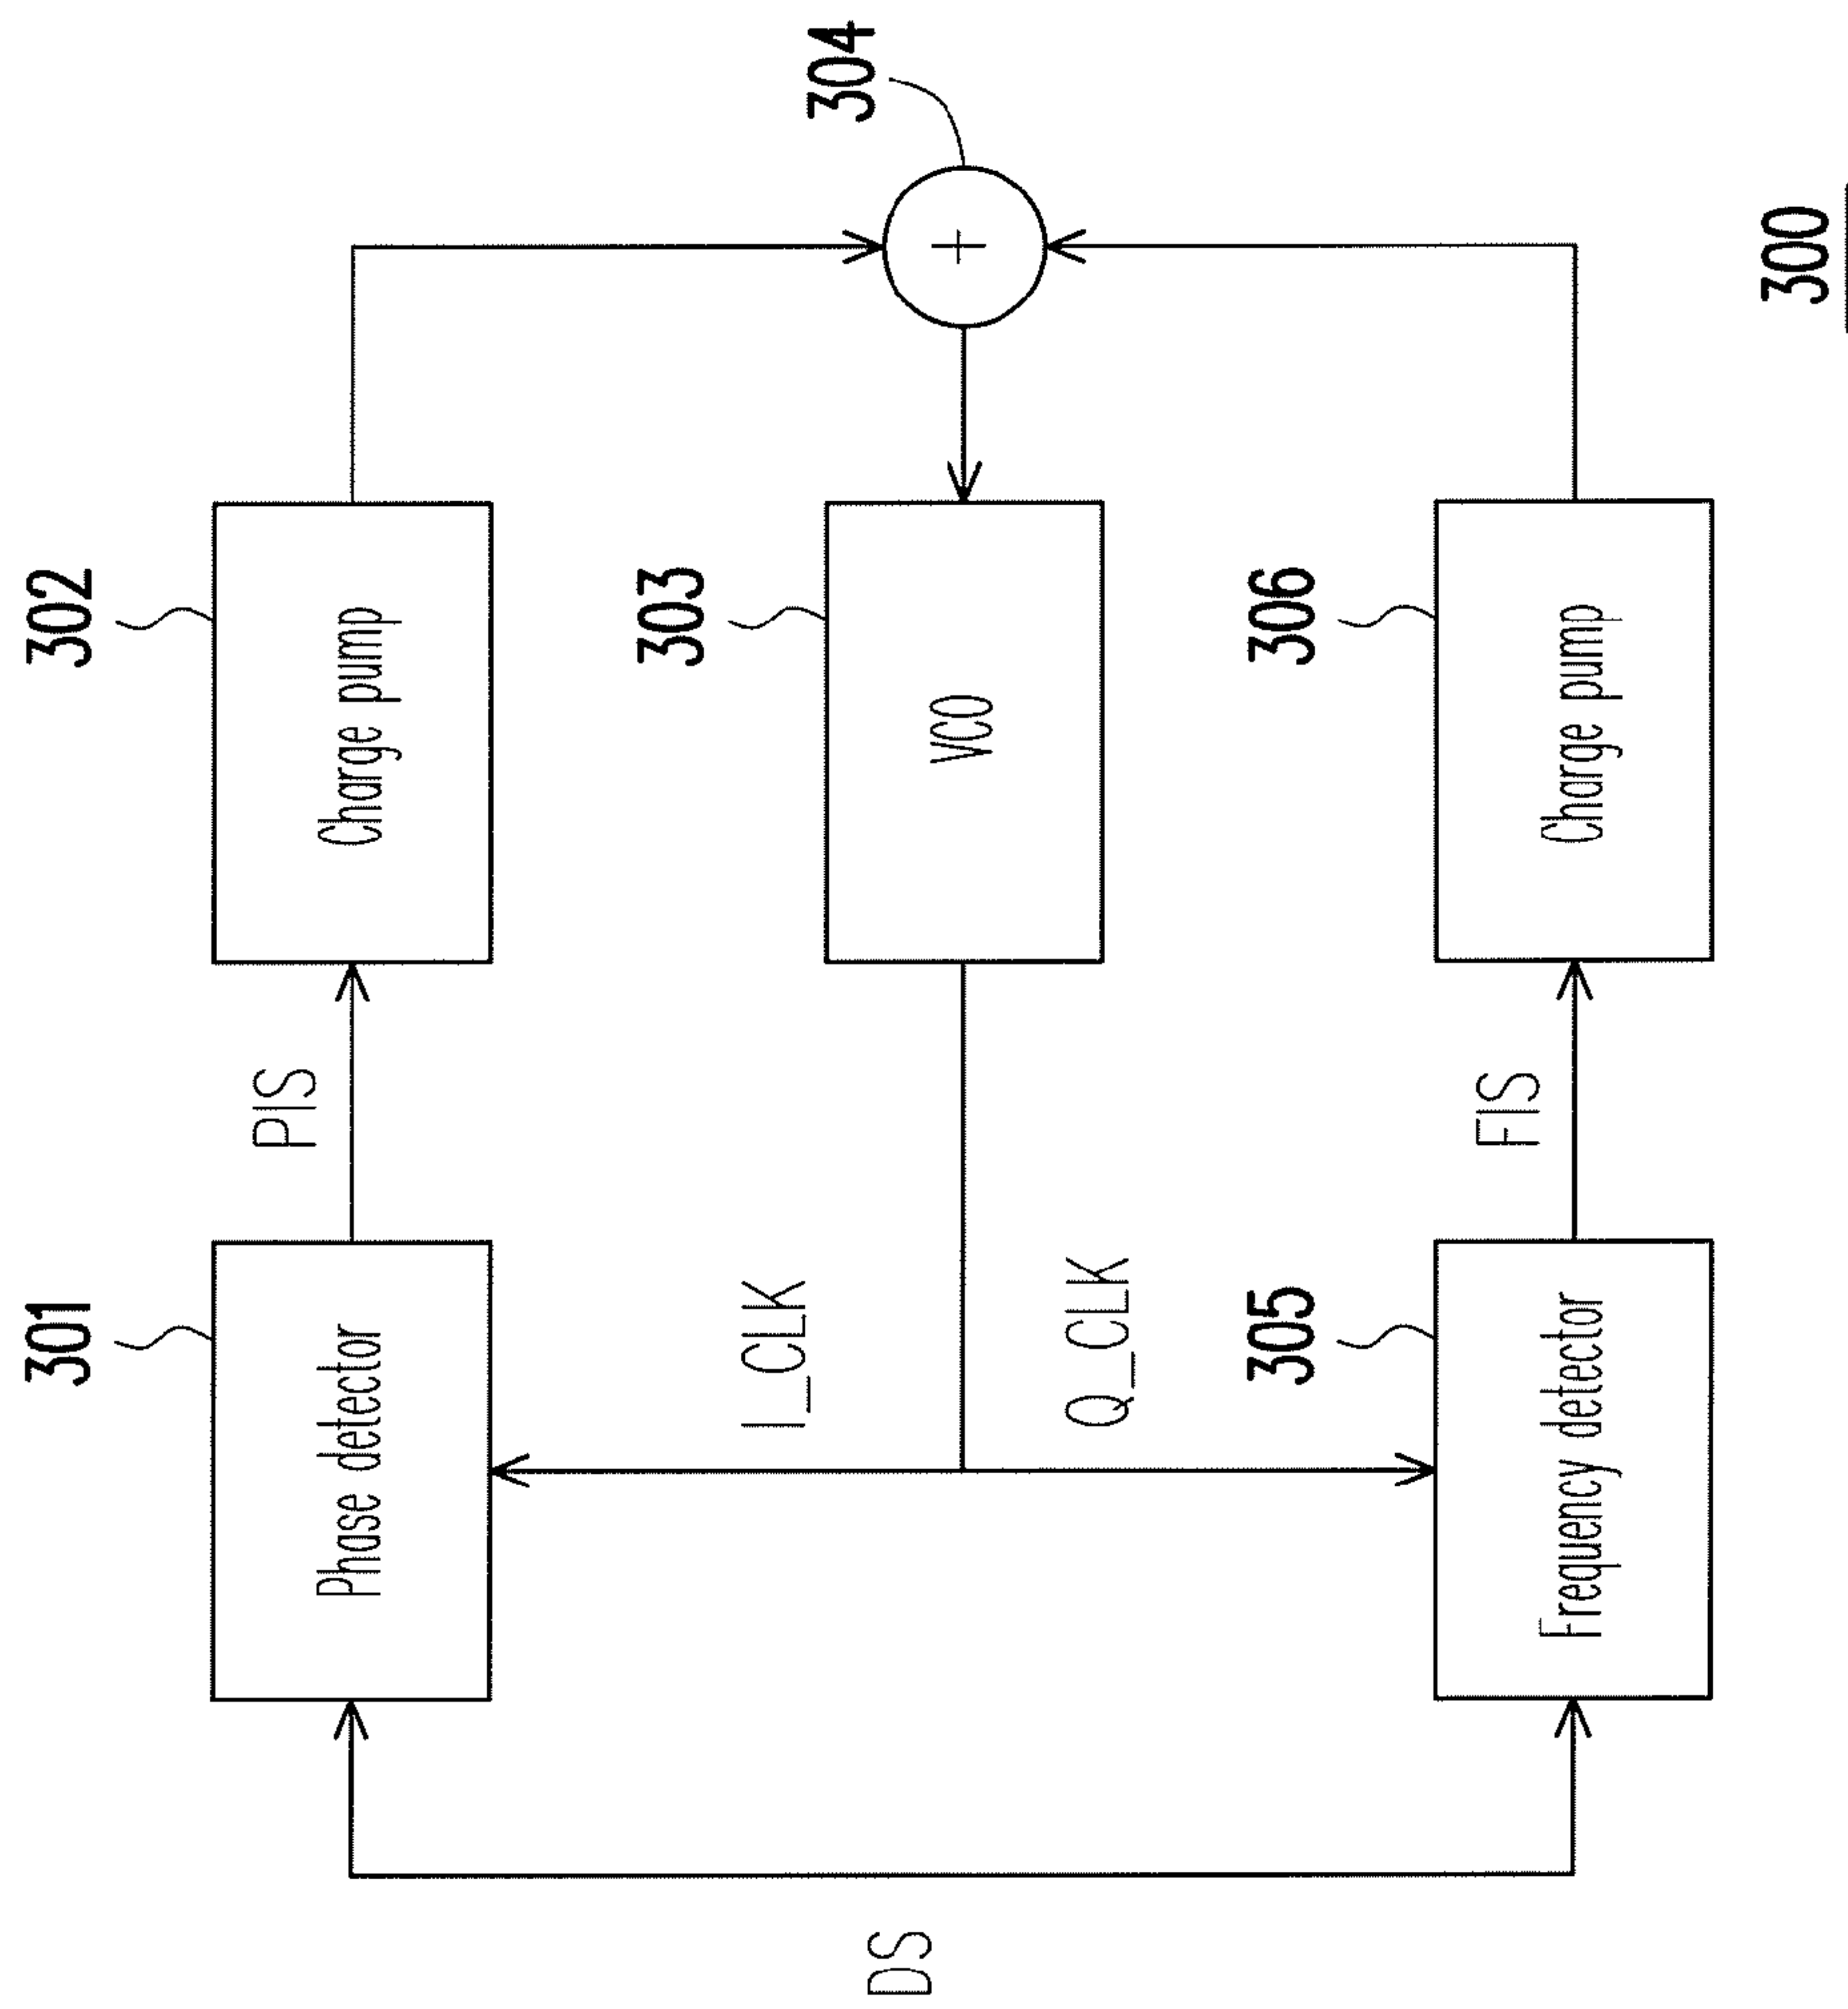 301
302
Phase detector
PIS
Charge pump
304
I_CLK
303
DS
VCO
+
Q_CLK
305
306
Frequency detector
FIS
Charge pump
300